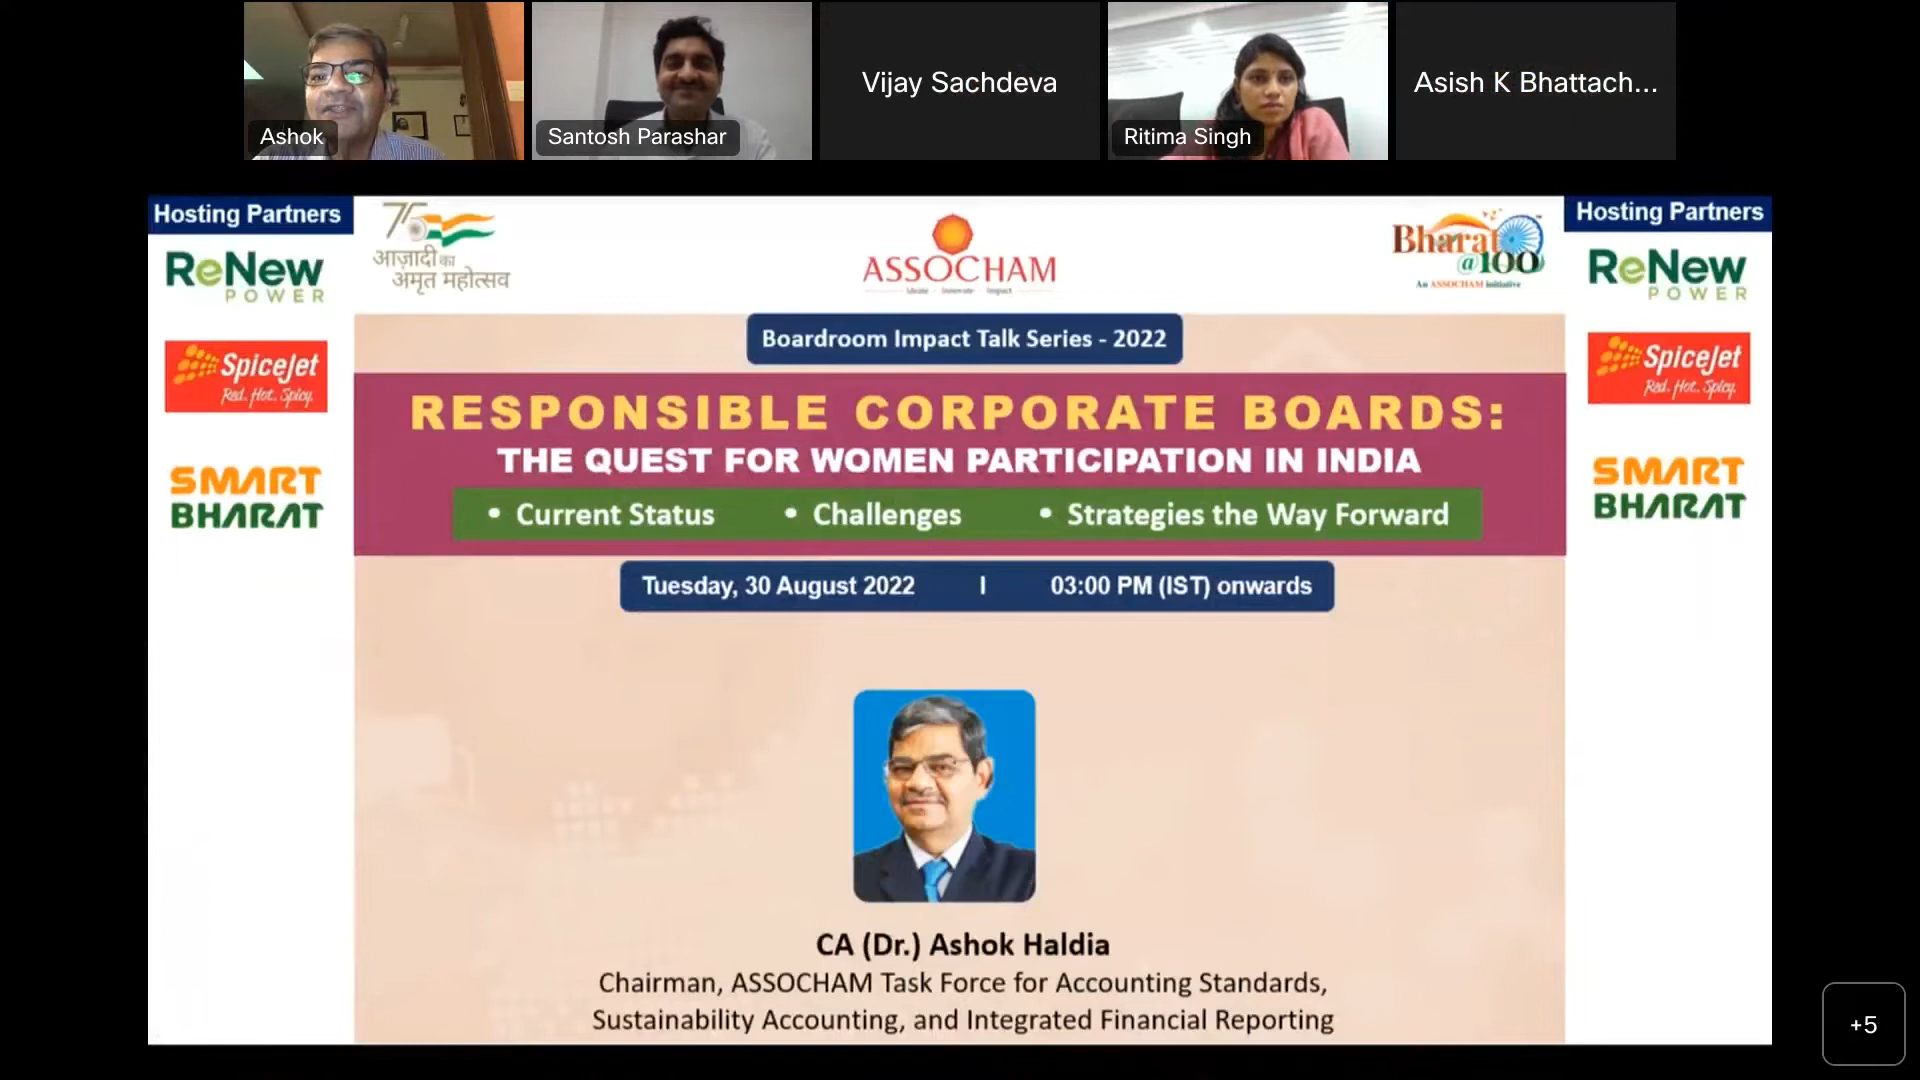 Ashok
Santosh Parashar
Vijay Sachdeva
Ritima Singh
Asish K Bhattach...
Hosting Partners
ReNew
POWER
SpiceJet
Red. Hot. Spicy.
SMART
BHARAT
75
आज़ादी का
अमृत महोत्सव
ASSOCHAM
Bharat
@100
An ASSOCHAM initiative
Hosting Partners
ReNew
POWER
SpiceJet
Red. Hot. Spicy.
SMART
BHARAT
Boardroom Impact Talk Series - 2022
RESPONSIBLE CORPORATE BOARDS:
THE QUEST FOR WOMEN PARTICIPATION IN INDIA
• Current Status • Challenges • Strategies the Way Forward
Tuesday, 30 August 2022 I 03:00 PM (IST) onwards
CA (Dr.) Ashok Haldia
Chairman, ASSOCHAM Task Force for Accounting Standards,
Sustainability Accounting, and Integrated Financial Reporting
+5